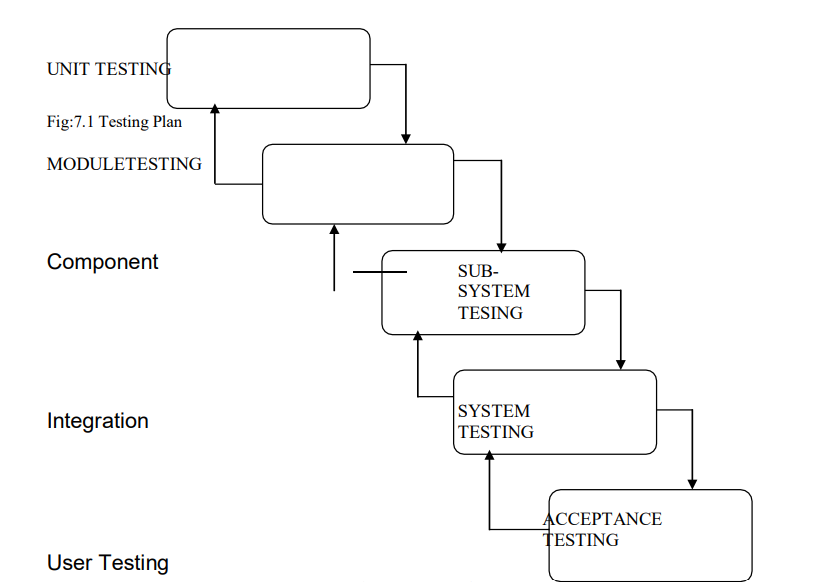 UNIT TESTING
Fig:7.1 Testing Plan
MODULETESTING
Component
SUB-
SYSTEM
TESING
Integration
SYSTEM
TESTING
ACCEPTANCE
TESTING
User Testing